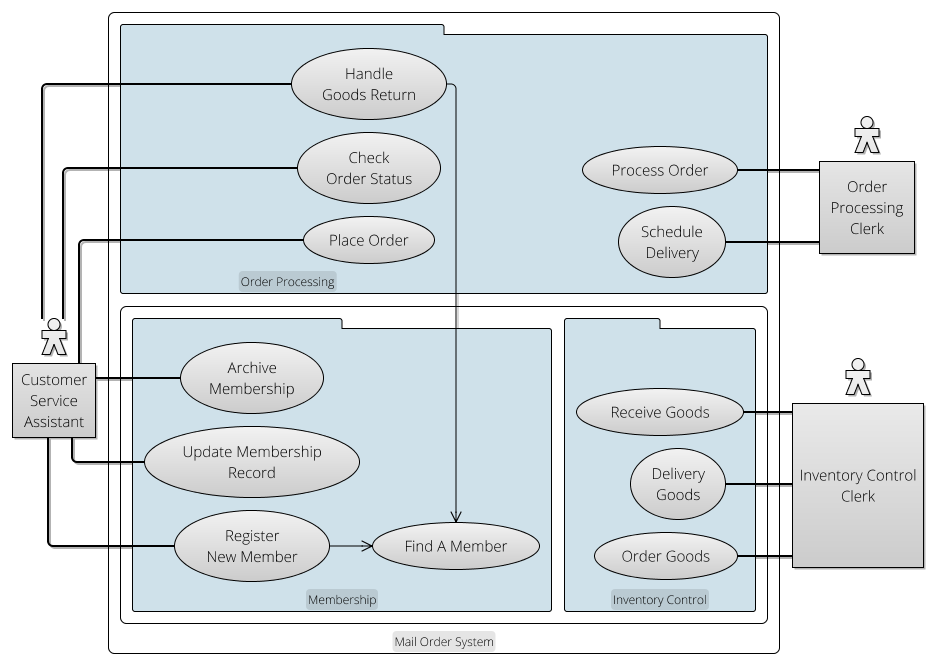 Handle
Goods Return
Check
Order Status
Place Order
Process Order
Schedule
Delivery
Order Processing
Order
Processing
Clerk
Customer
Service
Assistant
Archive
Membership
Update Membership
Record
Register
New Member
Find A Member
Membership
Receive Goods
Delivery
Goods
Order Goods
Inventory Control
Inventory Control
Clerk
Mail Order System